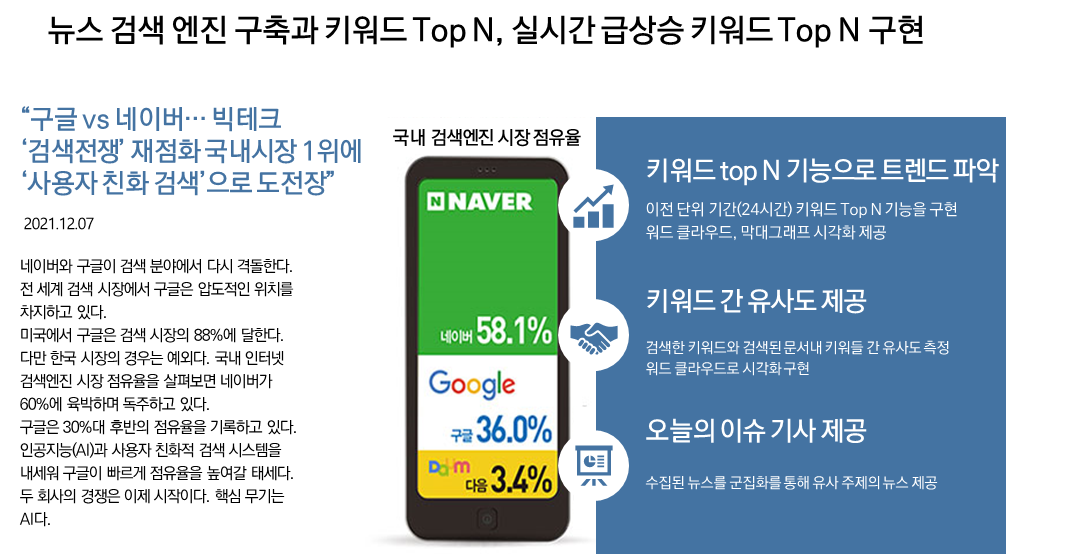 뉴스 검색 엔진 구축과 키워드 Top N, 실시간 급상승 키워드 Top N 구현
“구글 vs 네이버… 빅테크
‘검색전쟁’ 재점화 국내시장 1위에
‘사용자 친화 검색’으로 도전장”
2021.12.07
네이버와 구글이 검색 분야에서 다시 격돌한다.
전 세계 검색 시장에서 구글은 압도적인 위치를
차지하고 있다.
미국에서 구글은 검색 시장의 88%에 달한다.
다만 한국 시장의 경우는 예외다. 국내 인터넷
검색엔진 시장 점유율을 살펴보면 네이버가
60%에 육박하며 독주하고 있다.
구글은 30%대 후반의 점유율을 기록하고 있다.
인공지능(AI)과 사용자 친화적 검색 시스템을
내세워 구글이 빠르게 점유율을 높여갈 태세다.
두 회사의 경쟁은 이제 시작이다. 핵심 무기는
AI다.
국내 검색엔진 시장 점유율
N NAVER
네이버 58.1%
Google
구글 36.0%
Daum
다음 3.4%
키워드 top N 기능으로 트렌드 파악
이전 단위 기간(24시간) 키워드 Top N 기능을 구현
워드 클라우드, 막대그래프 시각화 제공
키워드 간 유사도 제공
검색한 키워드와 검색된 문서내 키워들 간 유사도 측정
워드 클라우드로 시각화 구현
오늘의 이슈 기사 제공
수집된 뉴스를 군집화를 통해 유사 주제의 뉴스 제공